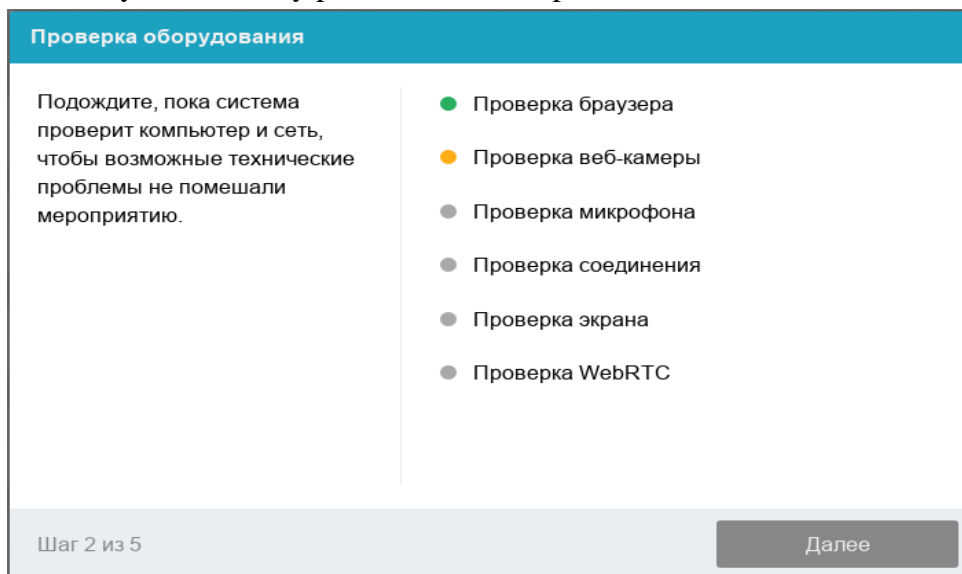 Проверка оборудования
Подождите, пока система
проверит компьютер и сеть,
чтобы возможные технические
проблемы не помешали
мероприятию.
Проверка браузера
Проверка веб-камеры
Проверка микрофона
Проверка соединения
Проверка экрана
Проверка WebRTC
Шаг 2 из 5
Далее